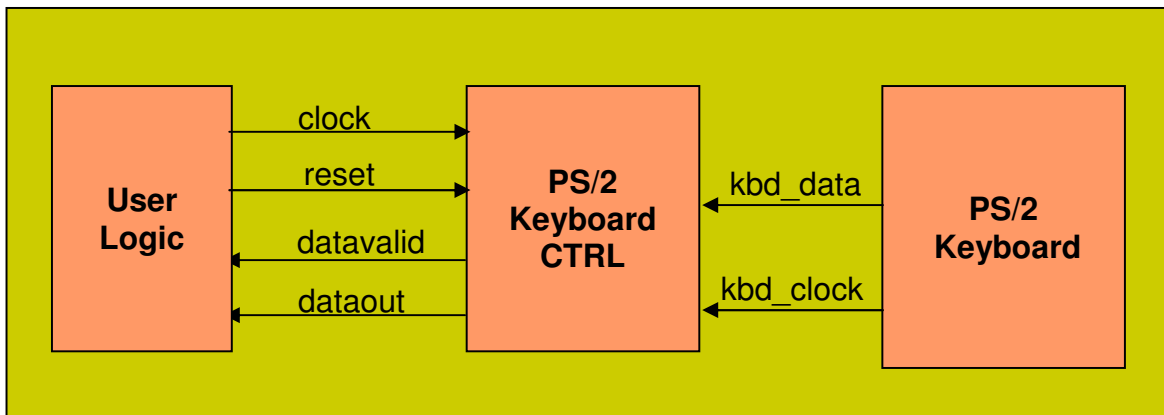 User
Logic
clock
reset
datavalid
dataout
PS/2
Keyboard
CTRL
kbd_data
kbd_clock
PS/2
Keyboard